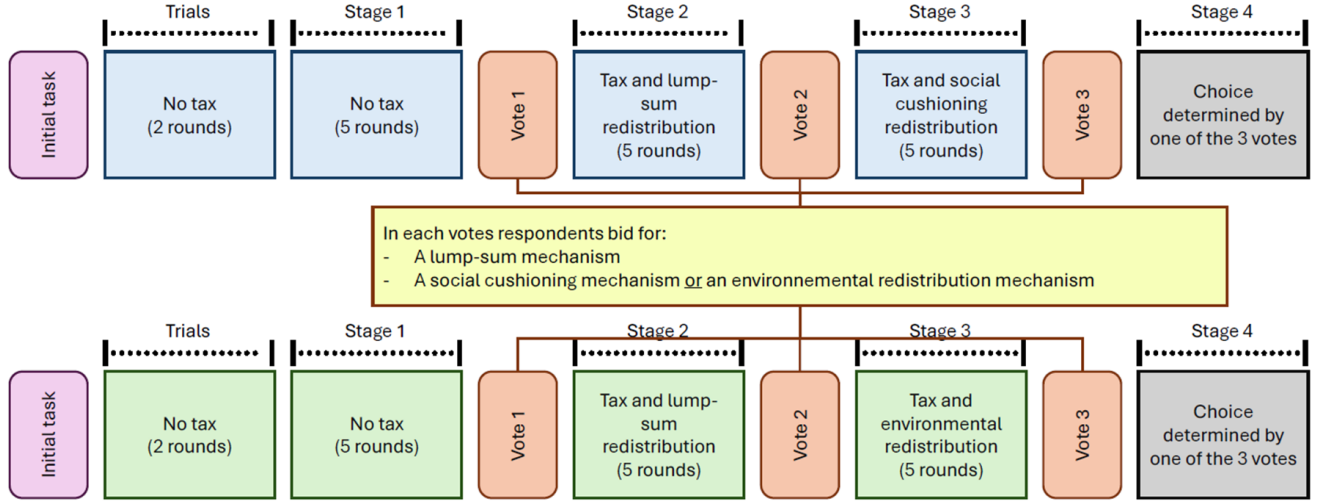 Trials
Stage 1
Stage 2
Stage 3
Stage 4
Initial task
No tax
(2 rounds)
No tax
(5 rounds)
Vote 1
Tax and lump-
sum
redistribution
(5 rounds)
Vote 2
Tax and social
cushioning
redistribution
(5 rounds)
Vote 3
Choice
determined by
one of the 3 votes
In each votes respondents bid for:
- A lump-sum mechanism
- A social cushioning mechanism or an environnemental redistribution mechanism
Trials
Stage 1
Stage 2
Stage 3
Stage 4
Initial task
No tax
(2 rounds)
No tax
(5 rounds)
Vote 1
Tax and lump-
sum
redistribution
(5 rounds)
Vote 2
Tax and
environmental
redistribution
(5 rounds)
Vote 3
Choice
determined by
one of the 3 votes